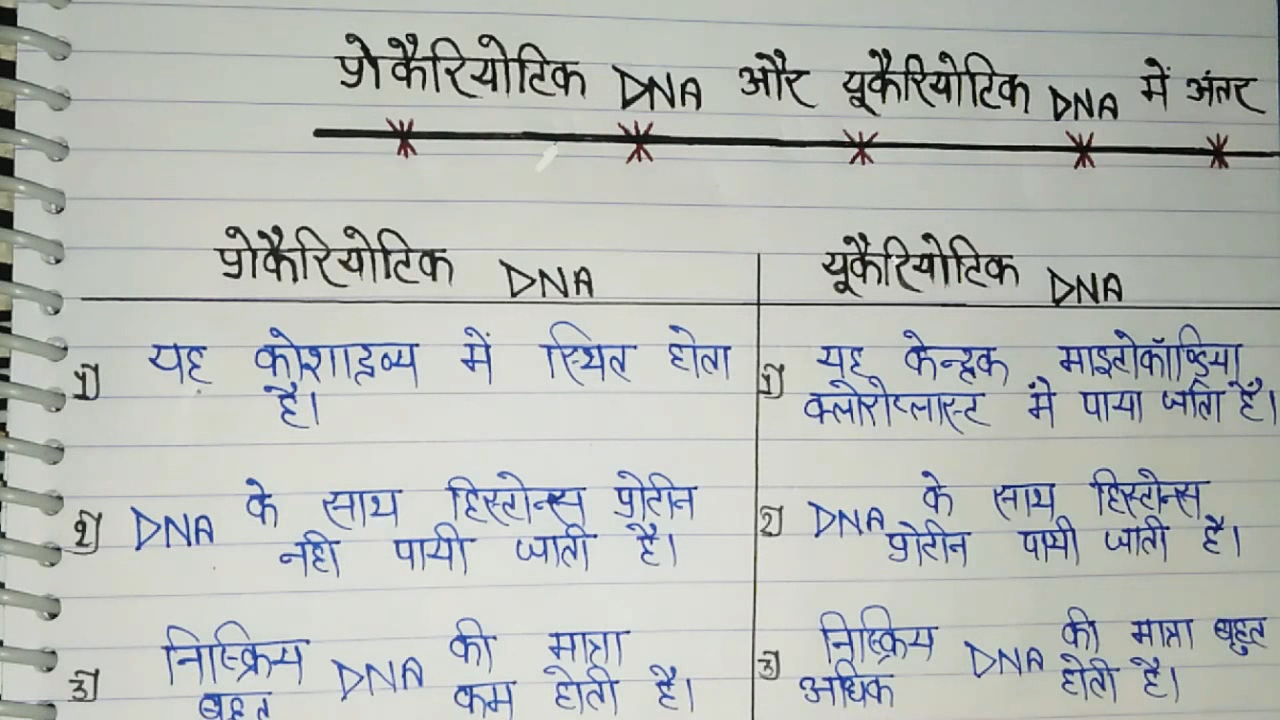 प्रोकैरियोटिक DNA और यूकैरियोटिक DNA में अंतर
प्रोकैरियोटिक DNA
यूकैरियोटिक DNA
1) यह कोशाद्रव्य में स्थित होता
है।
1) यह केन्द्रक माइटोकॉण्ड्रिया
क्लोरोप्लास्ट में पाया जाता है।
2) DNA के साथ हिस्टोन्स प्रोटीन
नही पायी जाती है।
2) DNA के साथ हिस्टोन्स
प्रोटीन पायी जाती है।
3) निष्क्रिय DNA की मात्रा
बहुत कम होती है।
3) निष्क्रिय DNA की मात्रा बहुत
अधिक होती है।